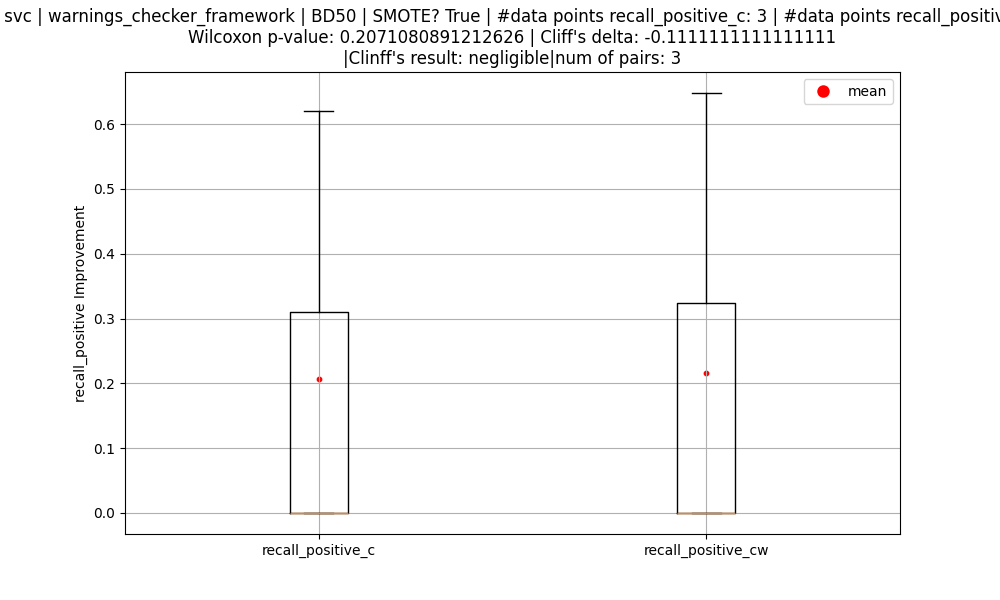 svc | warnings_checker_framework | BD50 | SMOTE? True | #data points recall_positive_c: 3 | #data points
Wilcoxon p-value: 0.2071080891212626 | Cliff's delta: -0.1111111111111111
|Clinff's result: negligible|num of pairs: 3
mean
0.6
0.5
0.4
0.3
0.2
0.1
0.0
recall_positive Improvement
recall_positive_c
recall_positive_cw